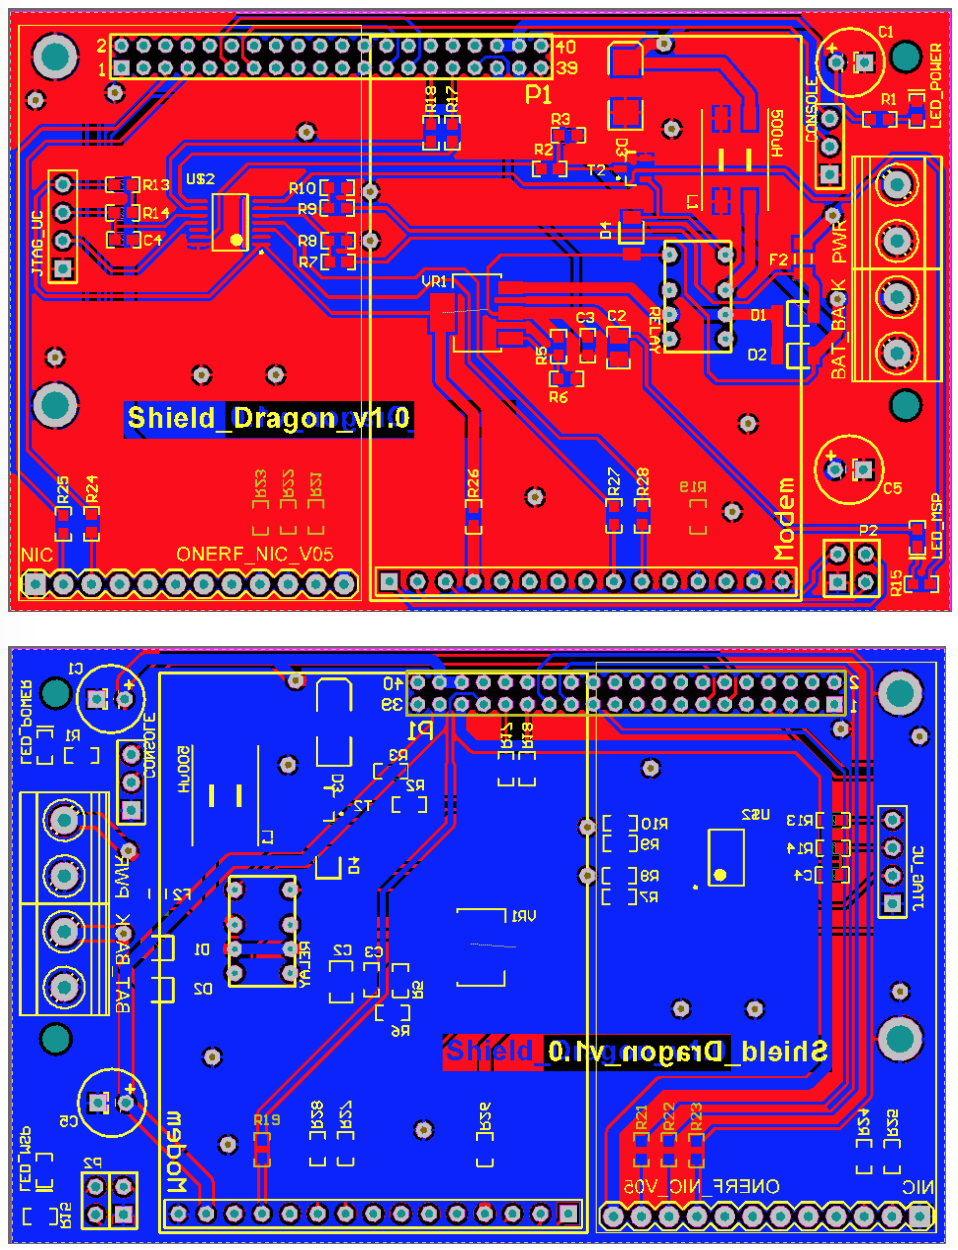 2
1
40
39
P1
C1
CONSOLE
R1
LED_POWER
R18
R17
R3
R2
T2
D3
500uH
L1
R13
R14
C4
JTAG_UC
U$2
R10
R9
R8
R7
D4
F2
PWR
BAT_BACK
VR1
RELAY
D1
D2
R5
C3
C2
R6
Shield_Dragon_v1.0
R25
R24
R23
R22
R21
R26
R27
R28
R19
Modem
C5
LED_MSP
P2
R15
NIC
ONERF_NIC_V05
C1
LED_POWER
R1
CONSOLE
40
39
2
1
P1
R17
R18
500uH
L1
D3
R3
R2
T2
D4
PWR
BAT_BACK
F2
D1
D2
RELAY
C2
C3
R5
R6
VR1
R10
R9
R8
R7
U$2
R13
R14
C4
JTAG_UC
Shield_Dragon_v1.0
C5
LED_MSP
P2
R15
Modem
R19
R28
R27
R26
R21
R22
R23
R24
R25
ONERF_NIC_V05
NIC